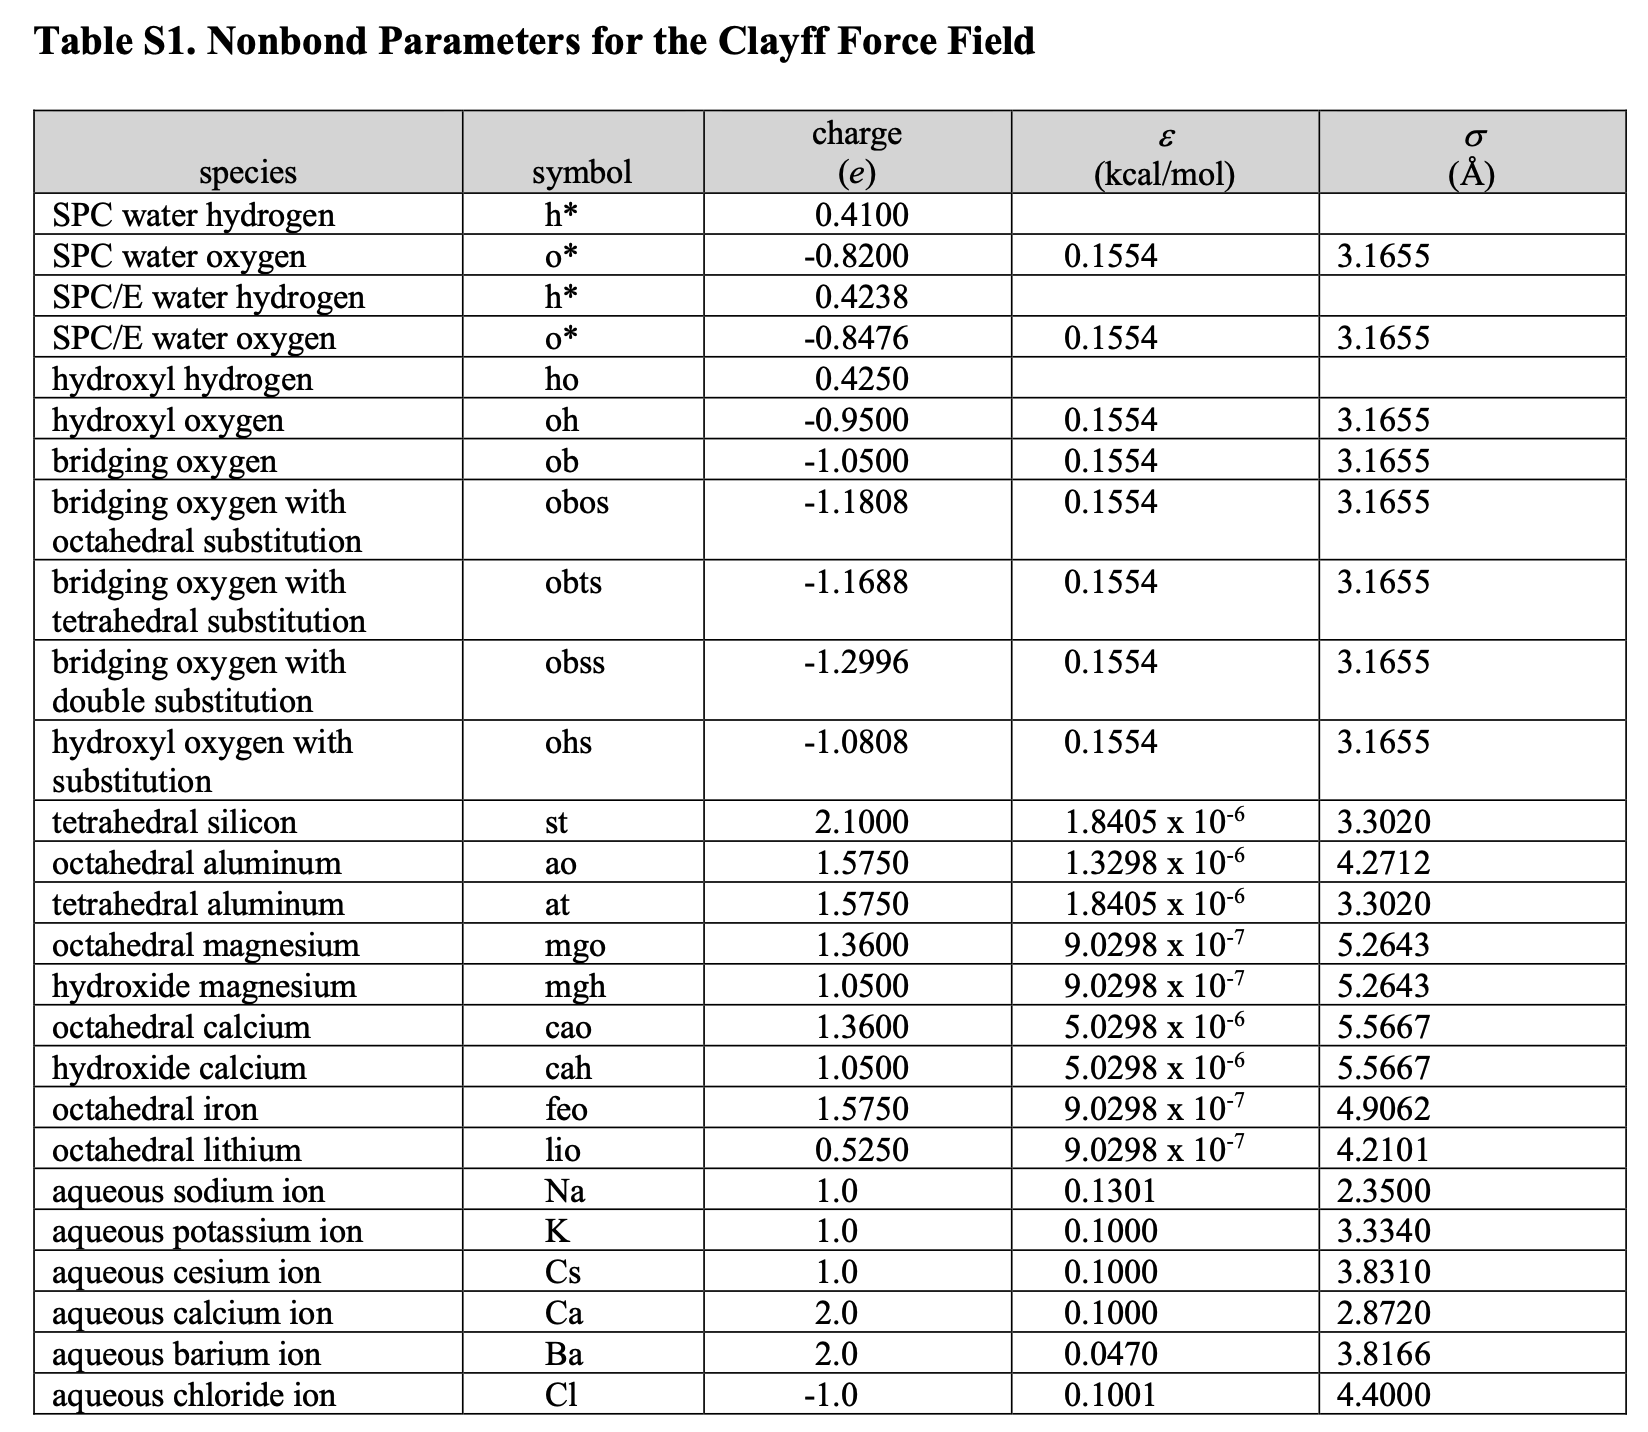 Table S1. Nonbond Parameters for the Clayff Force Field
species symbol charge (e) ε (kcal/mol) σ (Å)
SPC water hydrogen h* 0.4100
SPC water oxygen o* -0.8200 0.1554 3.1655
SPC/E water hydrogen h* 0.4238
SPC/E water oxygen o* -0.8476 0.1554 3.1655
hydroxyl hydrogen ho 0.4250
hydroxyl oxygen oh -0.9500 0.1554 3.1655
bridging oxygen ob -1.0500 0.1554 3.1655
bridging oxygen with obos -1.1808 0.1554 3.1655
octahedral substitution
bridging oxygen with obts -1.1688 0.1554 3.1655
tetrahedral substitution
bridging oxygen with obss -1.2996 0.1554 3.1655
double substitution
hydroxyl oxygen with ohs -1.0808 0.1554 3.1655
substitution
tetrahedral silicon st 2.1000 1.8405 x 10⁻⁶ 3.3020
octahedral aluminum ao 1.5750 1.3298 x 10⁻⁶ 4.2712
tetrahedral aluminum at 1.5750 1.8405 x 10⁻⁶ 3.3020
octahedral magnesium mgo 1.3600 9.0298 x 10⁻⁷ 5.2643
hydroxide magnesium mgh 1.0500 9.0298 x 10⁻⁷ 5.2643
octahedral calcium cao 1.3600 5.0298 x 10⁻⁶ 5.5667
hydroxide calcium cah 1.0500 5.0298 x 10⁻⁶ 5.5667
octahedral iron feo 1.5750 9.0298 x 10⁻⁷ 4.9062
octahedral lithium lio 0.5250 9.0298 x 10⁻⁷ 4.2101
aqueous sodium ion Na 1.0 0.1301 2.3500
aqueous potassium ion K 1.0 0.1000 3.3340
aqueous cesium ion Cs 1.0 0.1000 3.8310
aqueous calcium ion Ca 2.0 0.1000 2.8720
aqueous barium ion Ba 2.0 0.0470 3.8166
aqueous chloride ion Cl -1.0 0.1001 4.4000